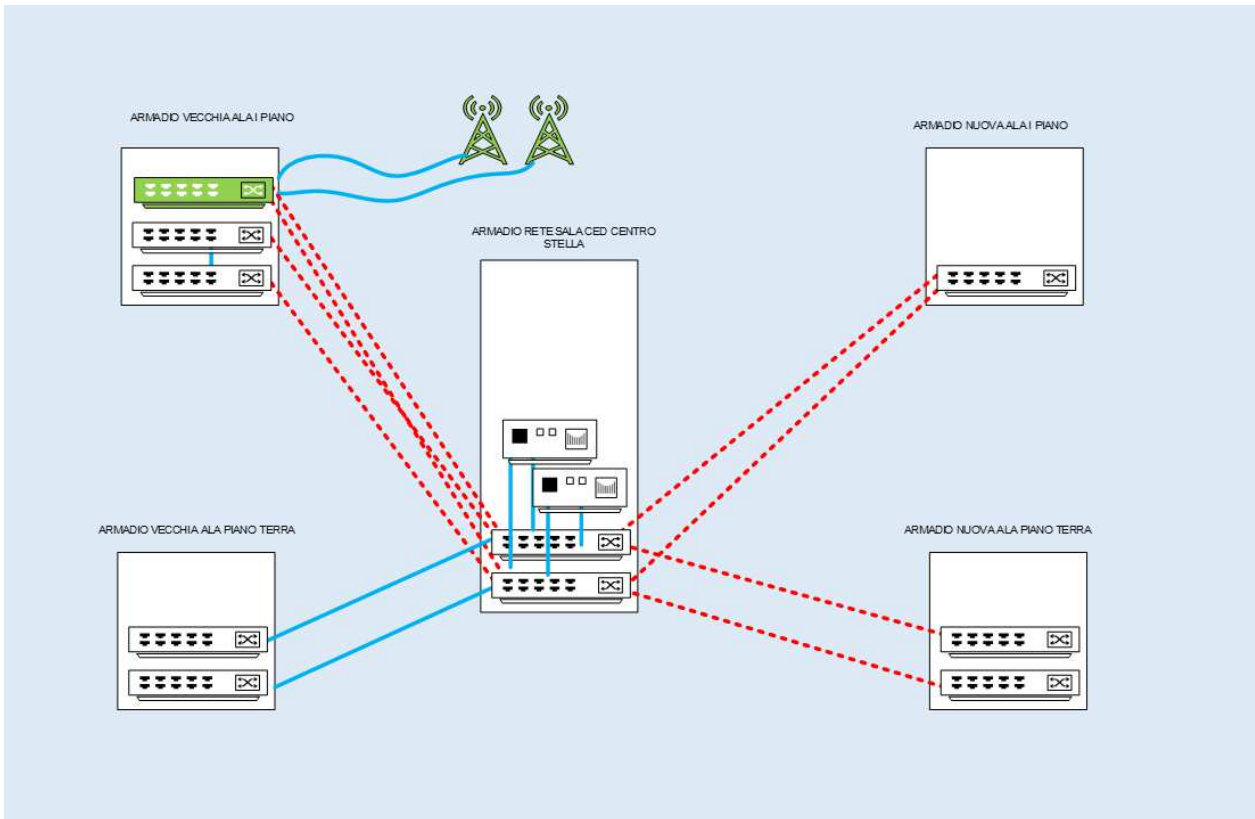 ARMADIO VECCHIA ALA I PIANO
ARMADIO NUOVA ALA I PIANO
ARMADIO RETE SALA CED CENTRO
STELLA
ARMADIO VECCHIA ALA PIANO TERRA
ARMADIO NUOVA ALA PIANO TERRA